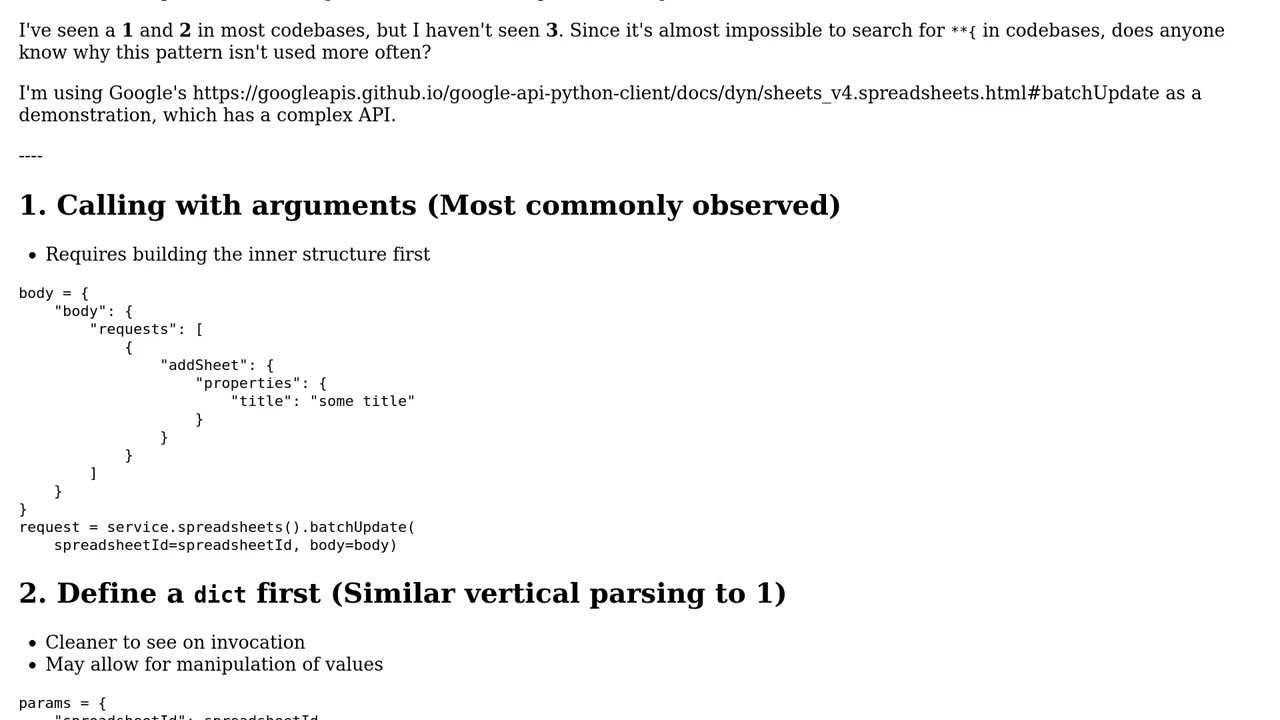 I've seen a 1 and 2 in most codebases, but I haven't seen 3. Since it's almost impossible to search for **{ in codebases, does anyone
know why this pattern isn't used more often?
I'm using Google's https://googleapis.github.io/google-api-python-client/docs/dyn/sheets_v4.spreadsheets.html#batchUpdate as a
demonstration, which has a complex API.
----
1. Calling with arguments (Most commonly observed)
• Requires building the inner structure first
body = {
    "body": {
        "requests": [
            {
                "addSheet": {
                    "properties": {
                        "title": "some title"
                    }
                }
            }
        ]
    }
}
request = service.spreadsheets().batchUpdate(
    spreadsheetId=spreadsheetId, body=body)
2. Define a dict first (Similar vertical parsing to 1)
• Cleaner to see on invocation
• May allow for manipulation of values
params = {
    "spreadsheetId": spreadsheetId,